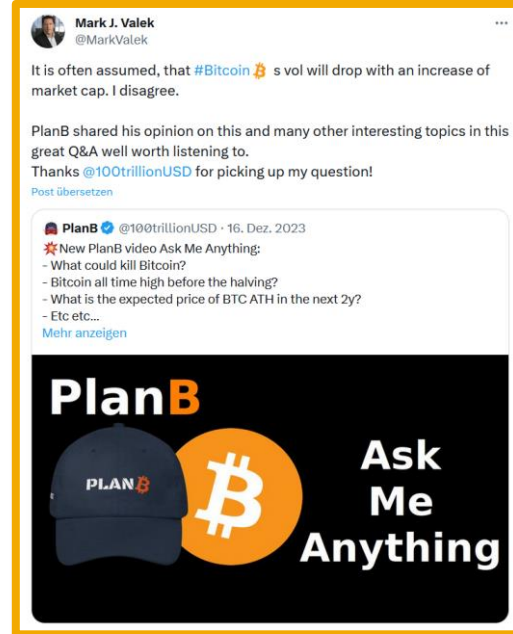 Mark J. Valek
@MarkValek
It is often assumed, that #Bitcoin s vol will drop with an increase of
market cap. I disagree.
PlanB shared his opinion on this and many other interesting topics in this
great Q&A well worth listening to.
Thanks @100trillionUSD for picking up my question!
Post übersetzen
PlanB @100trillionUSD · 16. Dez. 2023
💥New PlanB video Ask Me Anything:
- What could kill Bitcoin?
- Bitcoin all time high before the halving?
- What is the expected price of BTC ATH in the next 2y?
- Etc etc...
Mehr anzeigen
PlanB
PLAN₿
₿
Ask
Me
Anything